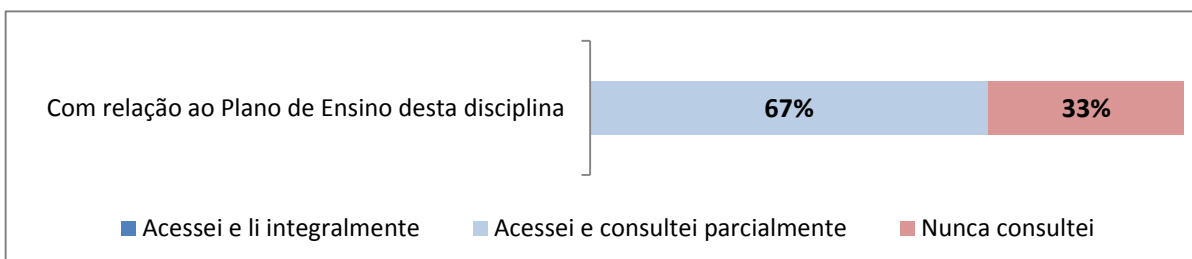 Com relação ao Plano de Ensino desta disciplina 67% 33%
Acessei e li integralmente Acessei e consultei parcialmente Nunca consultei